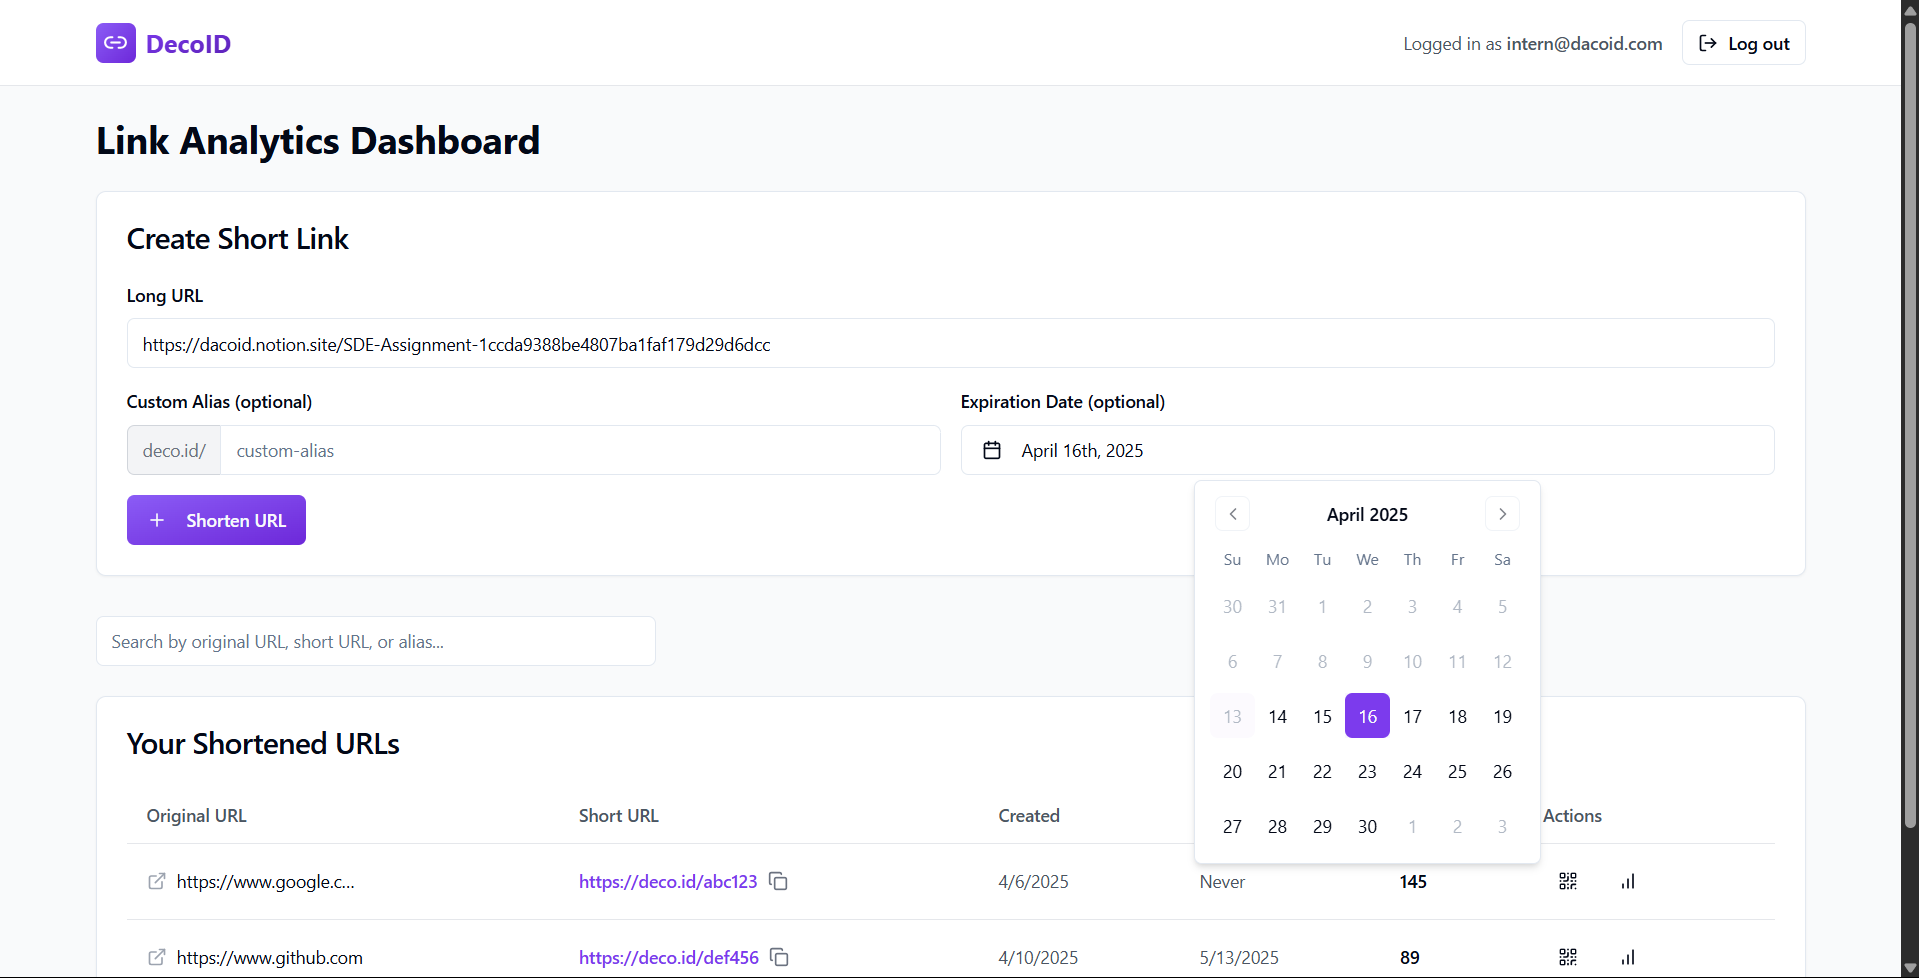 DecoID
Logged in as intern@dacoid.com
Log out
Link Analytics Dashboard
Create Short Link
Long URL
https://dacoid.notion.site/SDE-Assignment-1ccda9388be4807ba1faf179d29d6dcc
Custom Alias (optional)
Expiration Date (optional)
deco.id/
custom-alias
April 16th, 2025
Shorten URL
April 2025
Su Mo Tu We Th Fr Sa
30 31 1 2 3 4 5
6 7 8 9 10 11 12
13 14 15 16 17 18 19
20 21 22 23 24 25 26
27 28 29 30 1 2 3
Search by original URL, short URL, or alias...
Your Shortened URLs
Original URL Short URL Created Actions
https://www.google.c... https://deco.id/abc123 4/6/2025 Never 145
https://www.github.com https://deco.id/def456 4/10/2025 5/13/2025 89